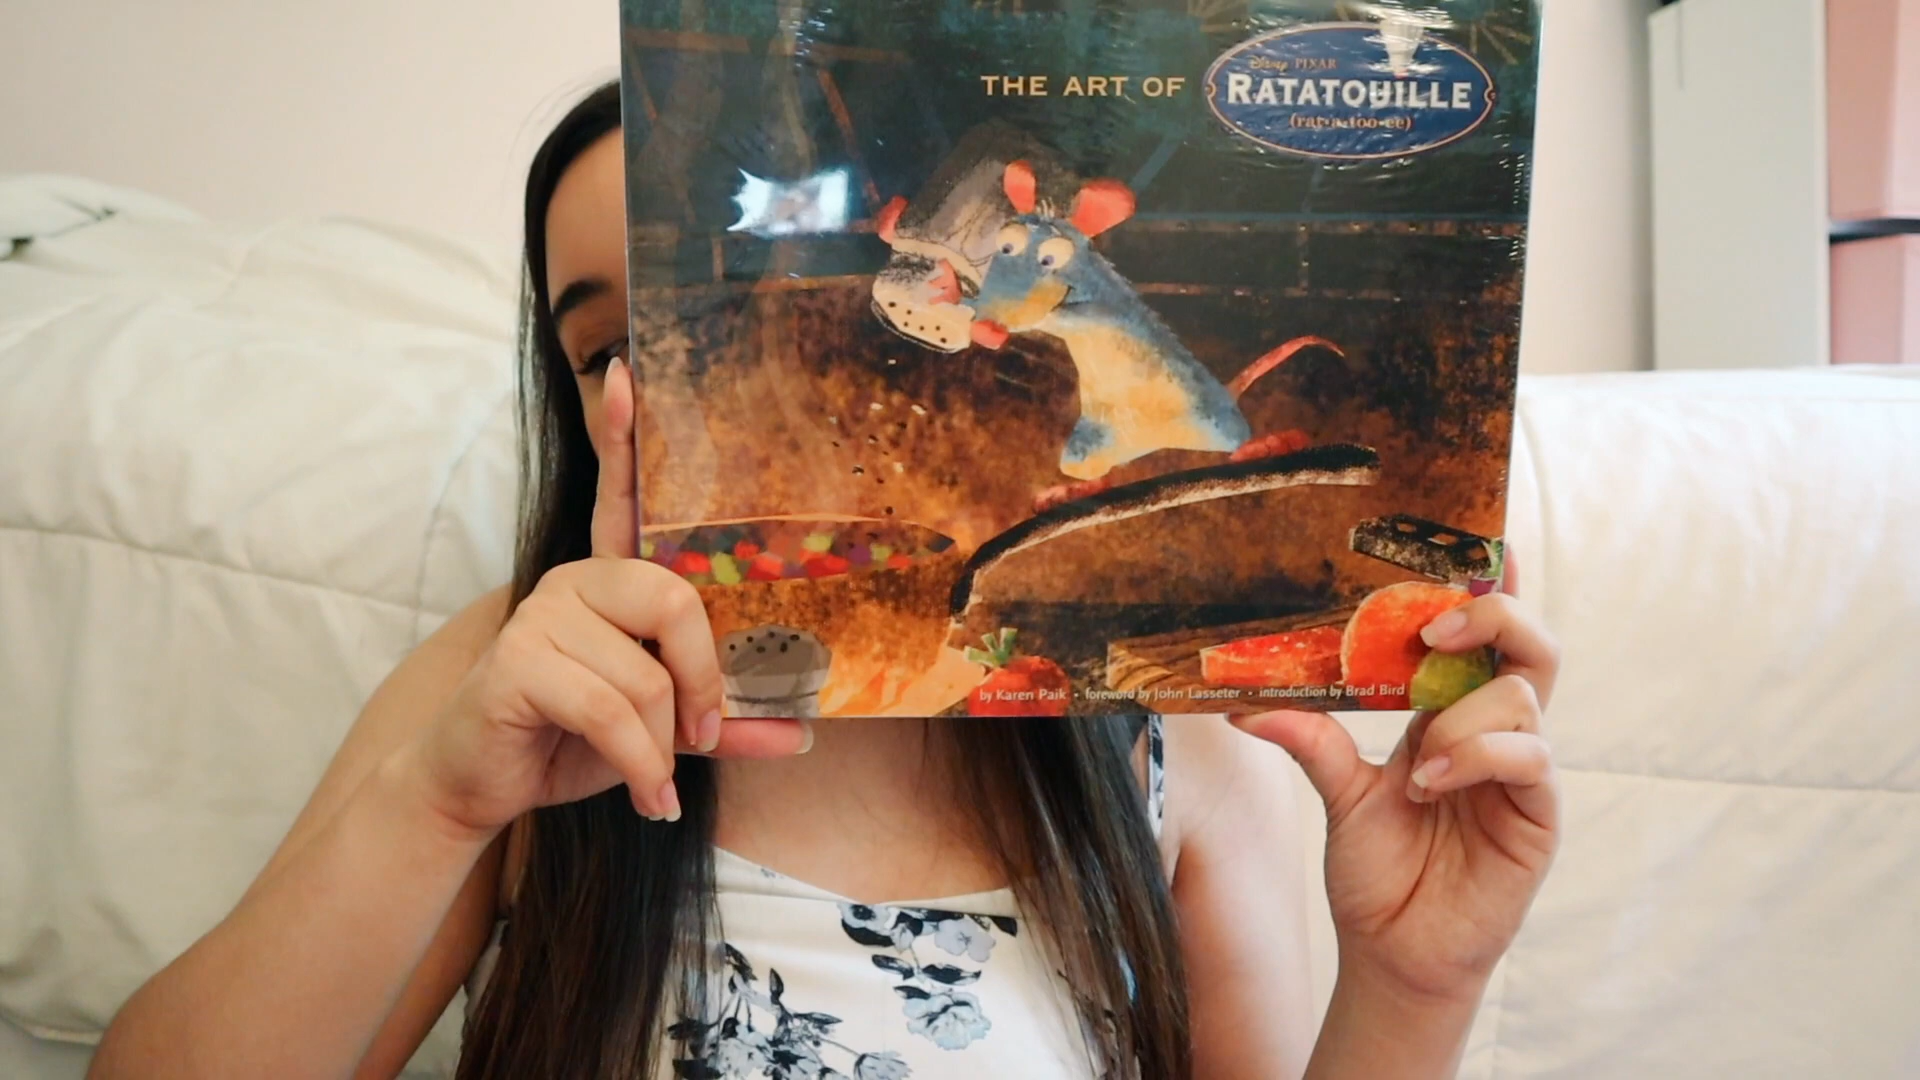 THE ART OF
Disney PIXAR
RATATOUILLE
(rat•a•too•ee)
by Karen Paik • foreword by John Lasseter • introduction by Brad Bird